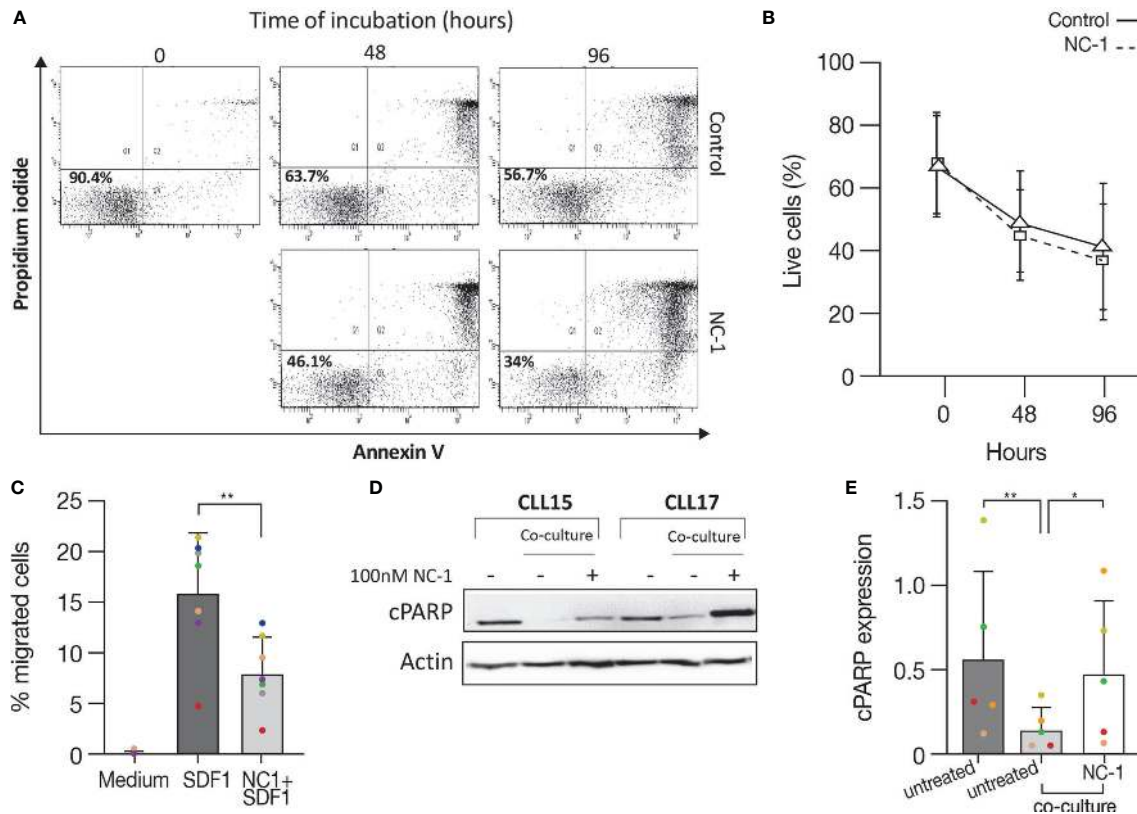 A
Time of incubation (hours)
0 48 96
Propidium iodide
90.4%
63.7%
56.7%
Control
46.1%
34%
NC-1
Annexin V
B
Control
NC-1
Live cells (%)
100
80
60
40
20
0
0 48 96
Hours
C
% migrated cells
25
20
15
10
5
0
**
Medium SDF1 NC1+
SDF1
D
CLL15 CLL17
Co-culture Co-culture
100nM NC-1 - - + - - +
cPARP
Actin
E
cPARP expression
1.5
1.0
0.5
0
** *
untreated untreated NC-1
co-culture